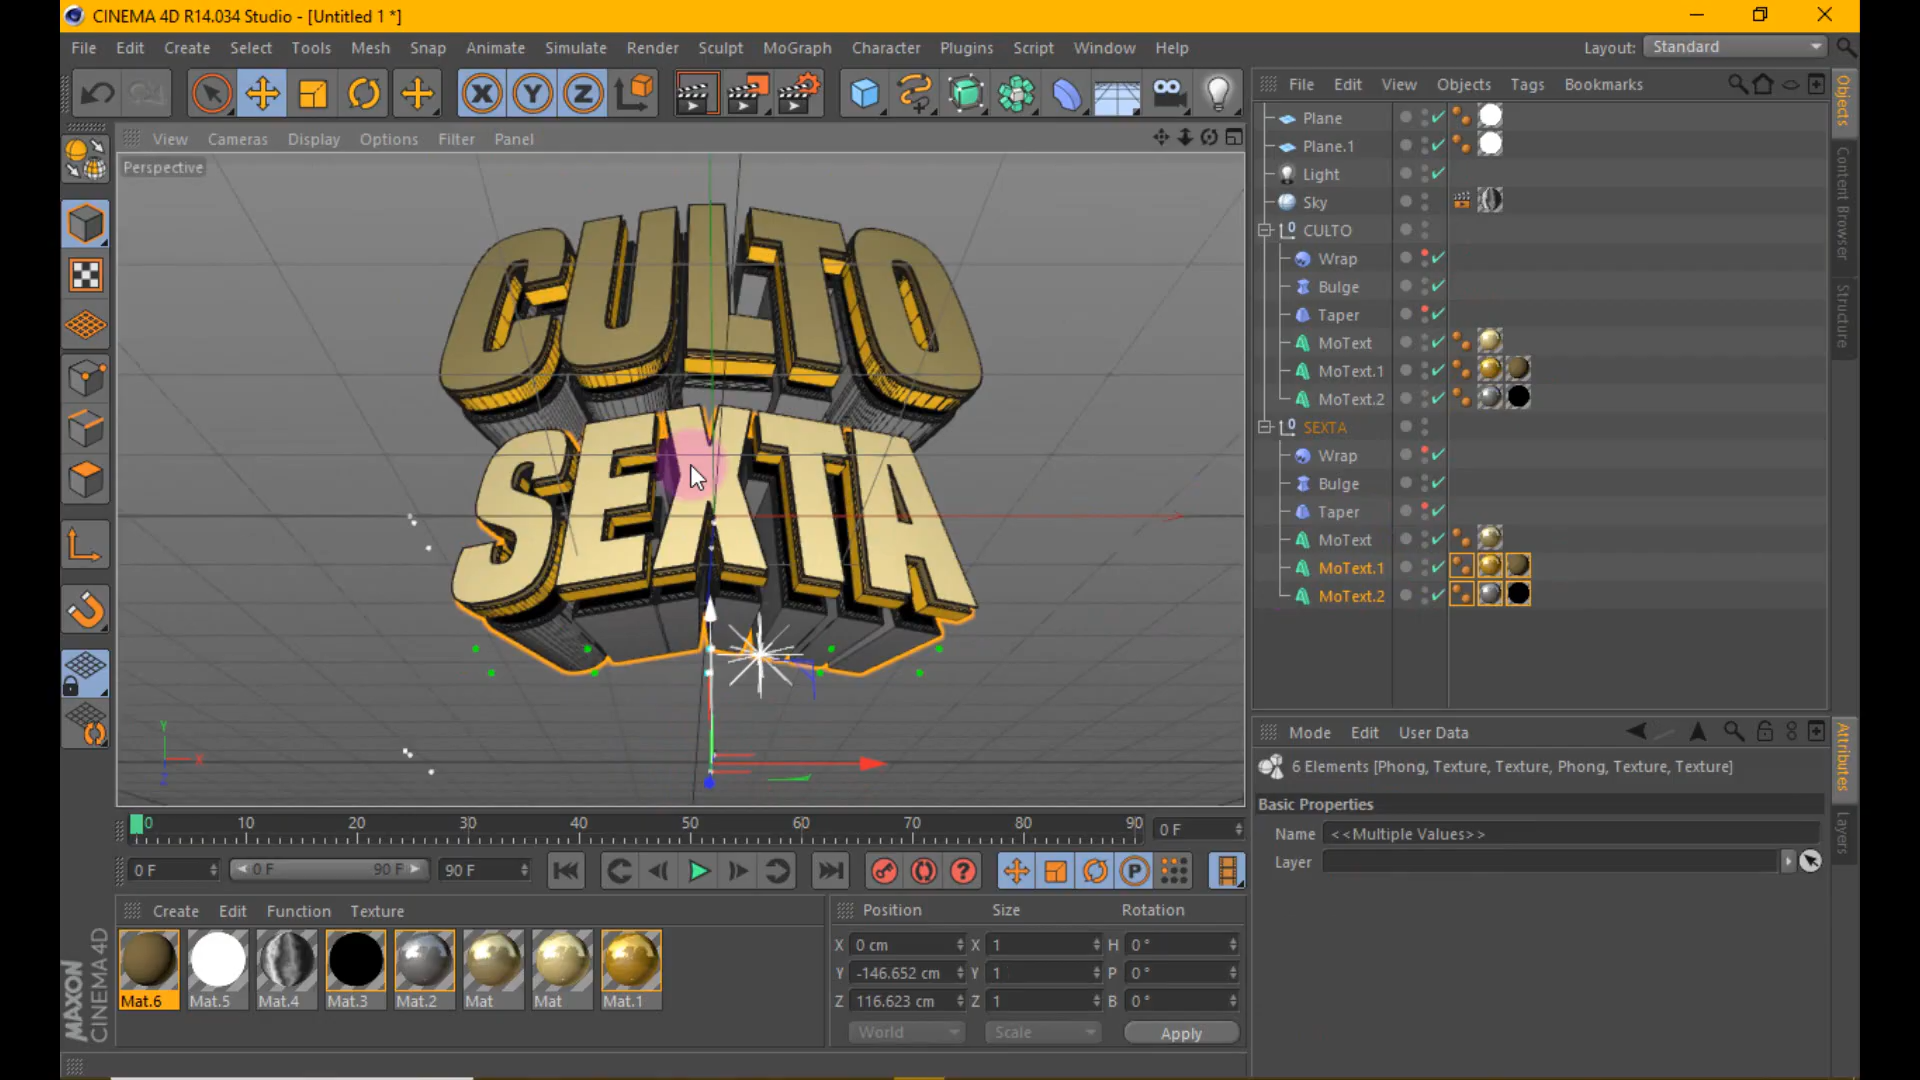 CINEMA 4D R14.034 Studio - [Untitled 1 *]
File Edit Create Select Tools Mesh Snap Animate Simulate Render Sculpt MoGraph Character Plugins Script Window Help Layout: Standard
File Edit View Objects Tags Bookmarks
View Cameras Display Options Filter Panel
Perspective
CULTO
SEXTA
Y
X
Z
Plane
Plane.1
Light
Sky
CULTO
Wrap
Bulge
Taper
MoText
MoText.1
MoText.2
SEXTA
Wrap
Bulge
Taper
MoText
MoText.1
MoText.2
Objects
Content Browser
Structure
Mode Edit User Data
6 Elements [Phong, Texture, Texture, Phong, Texture, Texture]
Basic Properties
Name <<Multiple Values>>
Layer
Attributes
Layers
0 10 20 30 40 50 60 70 80 90 0 F
0 F 0 F 90 F 90 F
Create Edit Function Texture
Mat.6 Mat.5 Mat.4 Mat.3 Mat.2 Mat Mat Mat.1
Position Size Rotation
X 0 cm X 1 H 0 °
Y -146.652 cm Y 1 P 0 °
Z 116.623 cm Z 1 B 0 °
World Scale Apply
MAXON
CINEMA 4D